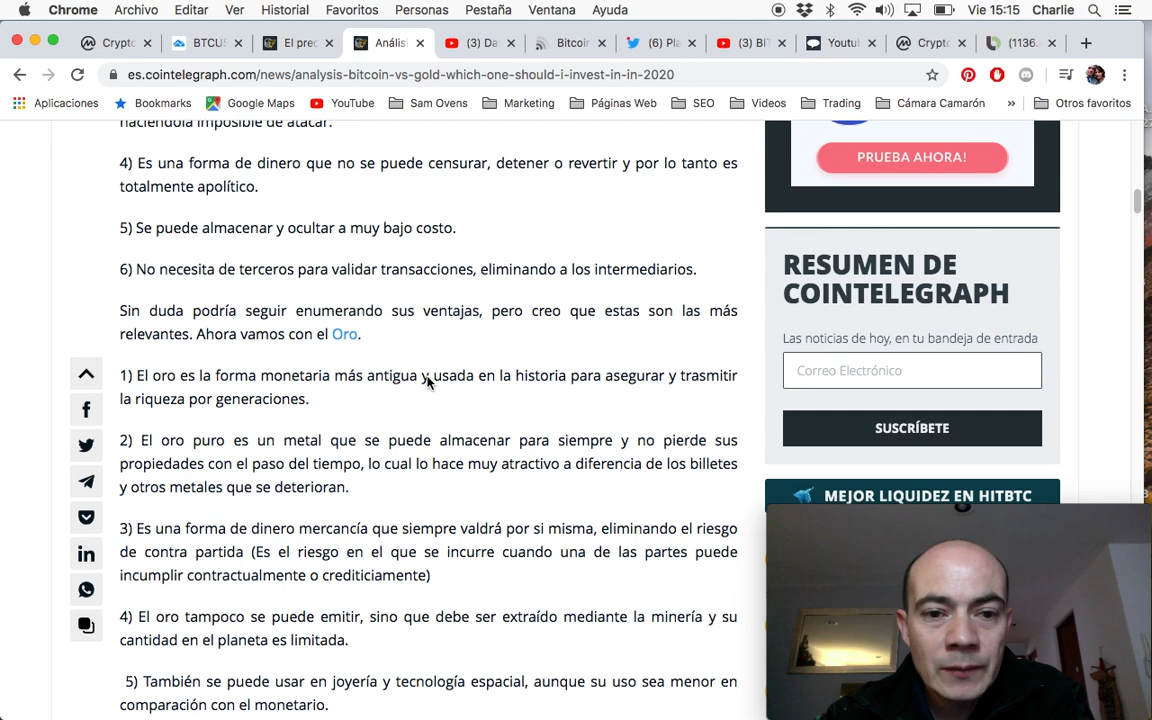 Chrome Archivo Editar Ver Historial Favoritos Personas Pestaña Ventana Ayuda Vie 15:15 Charlie
Crypto BTCUS El prec Análisi (3) Da Bitcoin (6) Pla (3) BIT Youtu Crypto (1136.
es.cointelegraph.com/news/analysis-bitcoin-vs-gold-which-one-should-i-invest-in-in-2020
Aplicaciones Bookmarks Google Maps YouTube Sam Ovens Marketing Páginas Web SEO Videos Trading Cámara Camarón » Otros favoritos
haciéndola imposible de atacar.
4) Es una forma de dinero que no se puede censurar, detener o revertir y por lo tanto es
totalmente apolítico.
5) Se puede almacenar y ocultar a muy bajo costo.
6) No necesita de terceros para validar transacciones, eliminando a los intermediarios.
Sin duda podría seguir enumerando sus ventajas, pero creo que estas son las más
relevantes. Ahora vamos con el Oro.
1) El oro es la forma monetaria más antigua y usada en la historia para asegurar y trasmitir
la riqueza por generaciones.
2) El oro puro es un metal que se puede almacenar para siempre y no pierde sus
propiedades con el paso del tiempo, lo cual lo hace muy atractivo a diferencia de los billetes
y otros metales que se deterioran.
3) Es una forma de dinero mercancía que siempre valdrá por si misma, eliminando el riesgo
de contra partida (Es el riesgo en el que se incurre cuando una de las partes puede
incumplir contractualmente o crediticiamente)
4) El oro tampoco se puede emitir, sino que debe ser extraído mediante la minería y su
cantidad en el planeta es limitada.
5) También se puede usar en joyería y tecnología espacial, aunque su uso sea menor en
comparación con el monetario.
PRUEBA AHORA!
RESUMEN DE
COINTELEGRAPH
Las noticias de hoy, en tu bandeja de entrada
Correo Electrónico
SUSCRÍBETE
MEJOR LIQUIDEZ EN HITBTC